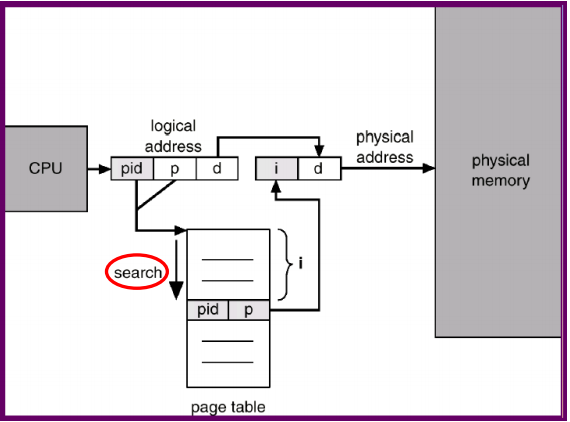 logical
address
physical
address
CPU
pid p d
i d
physical
memory
search
i
pid p
page table